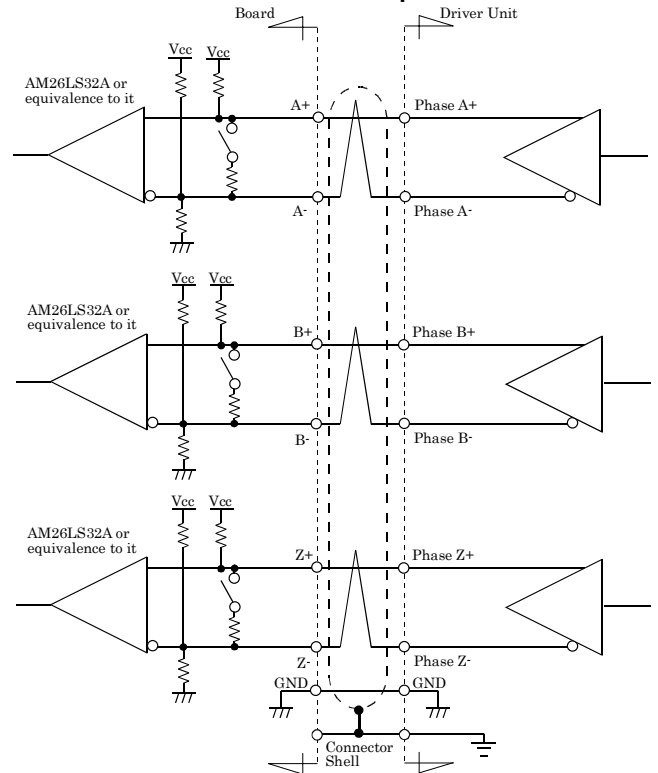 Board
Driver Unit
Vcc
Vcc
AM26LS32A or
equivalence to it
A+
Phase A+
A-
Phase A-
Vcc
Vcc
AM26LS32A or
equivalence to it
B+
Phase B+
B-
Phase B-
Vcc
Vcc
AM26LS32A or
equivalence to it
Z+
Phase Z+
Z-
Phase Z-
GND
GND
Connector
Shell